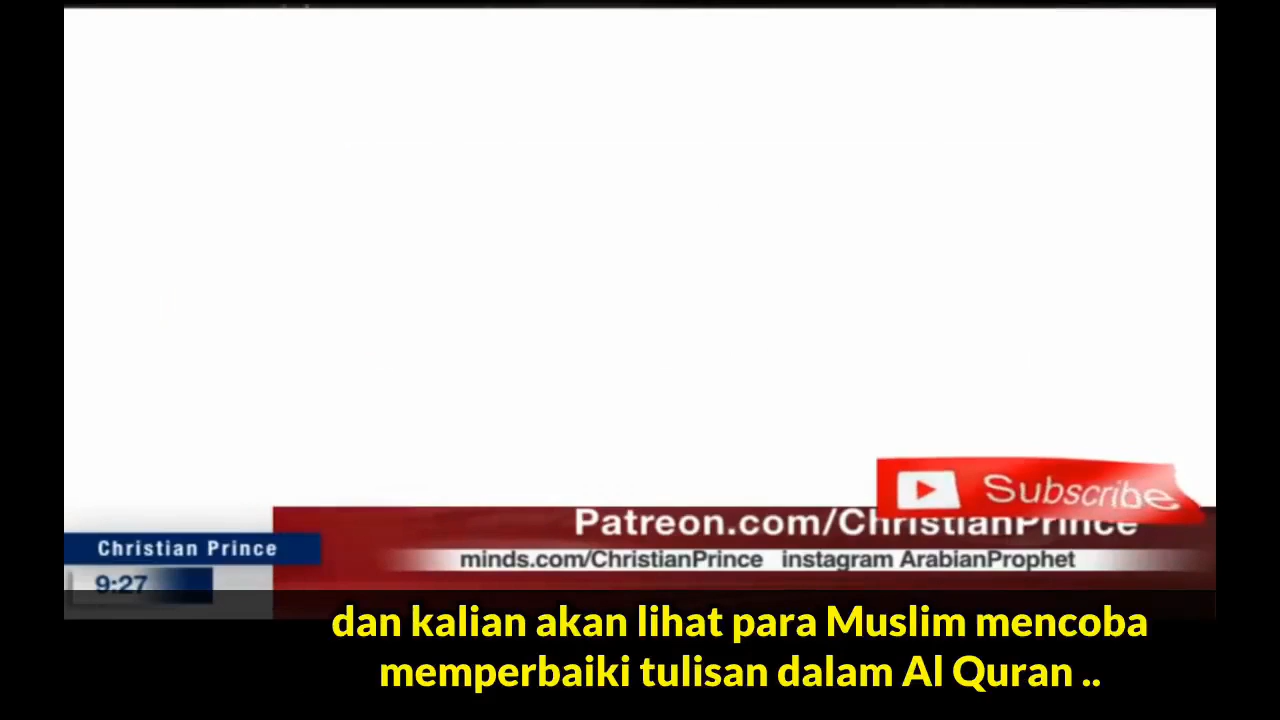 Subscribe
Patreon.com/ChristianPrince
Christian Prince
minds.com/ChristianPrince instagram ArabianProphet
9:27
dan kalian akan lihat para Muslim mencoba
memperbaiki tulisan dalam Al Quran ..